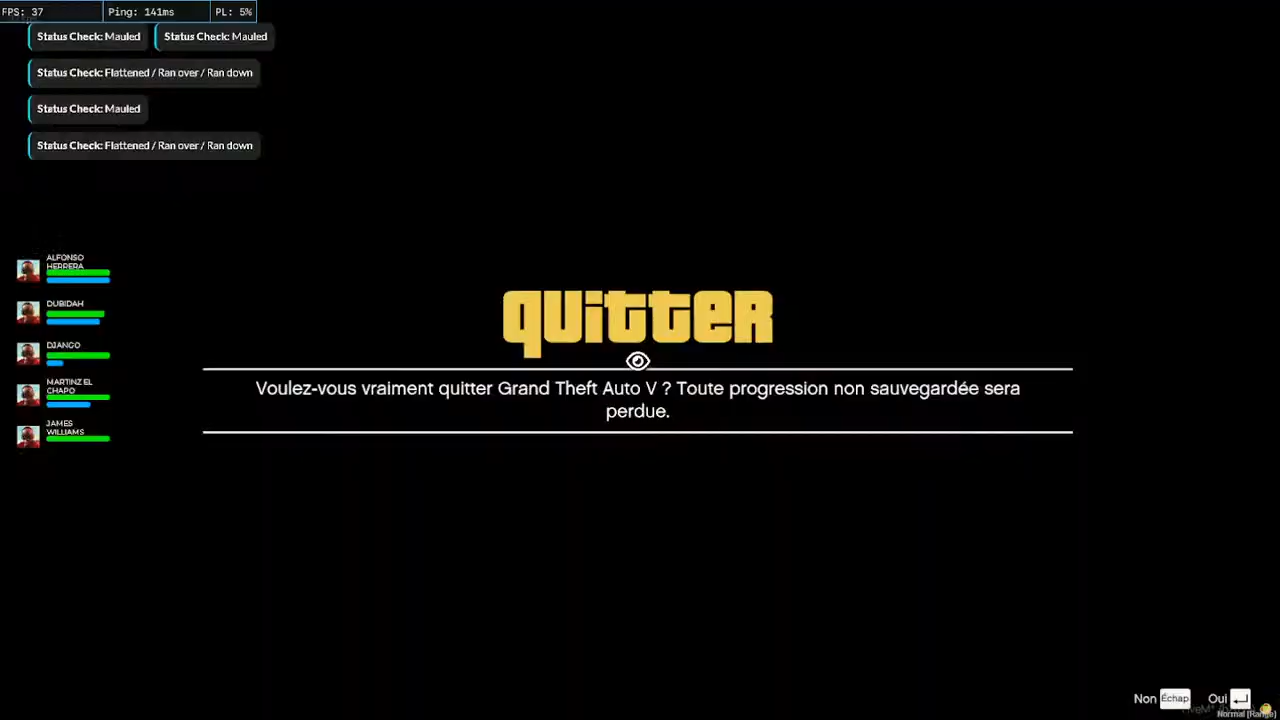 FPS: 37 Ping: 141ms PL: 5%
Status Check: Mauled Status Check: Mauled
Status Check: Flattened / Ran over / Ran down
Status Check: Mauled
Status Check: Flattened / Ran over / Ran down
ALFONSO
HERRERA
DUBIDAH
DJANGO
MARTINZ EL
CHAPO
JAMES
WILLIAMS
QUITTER
Voulez-vous vraiment quitter Grand Theft Auto V ? Toute progression non sauvegardée sera
perdue.
Non Échap Oui
Normal [Range]